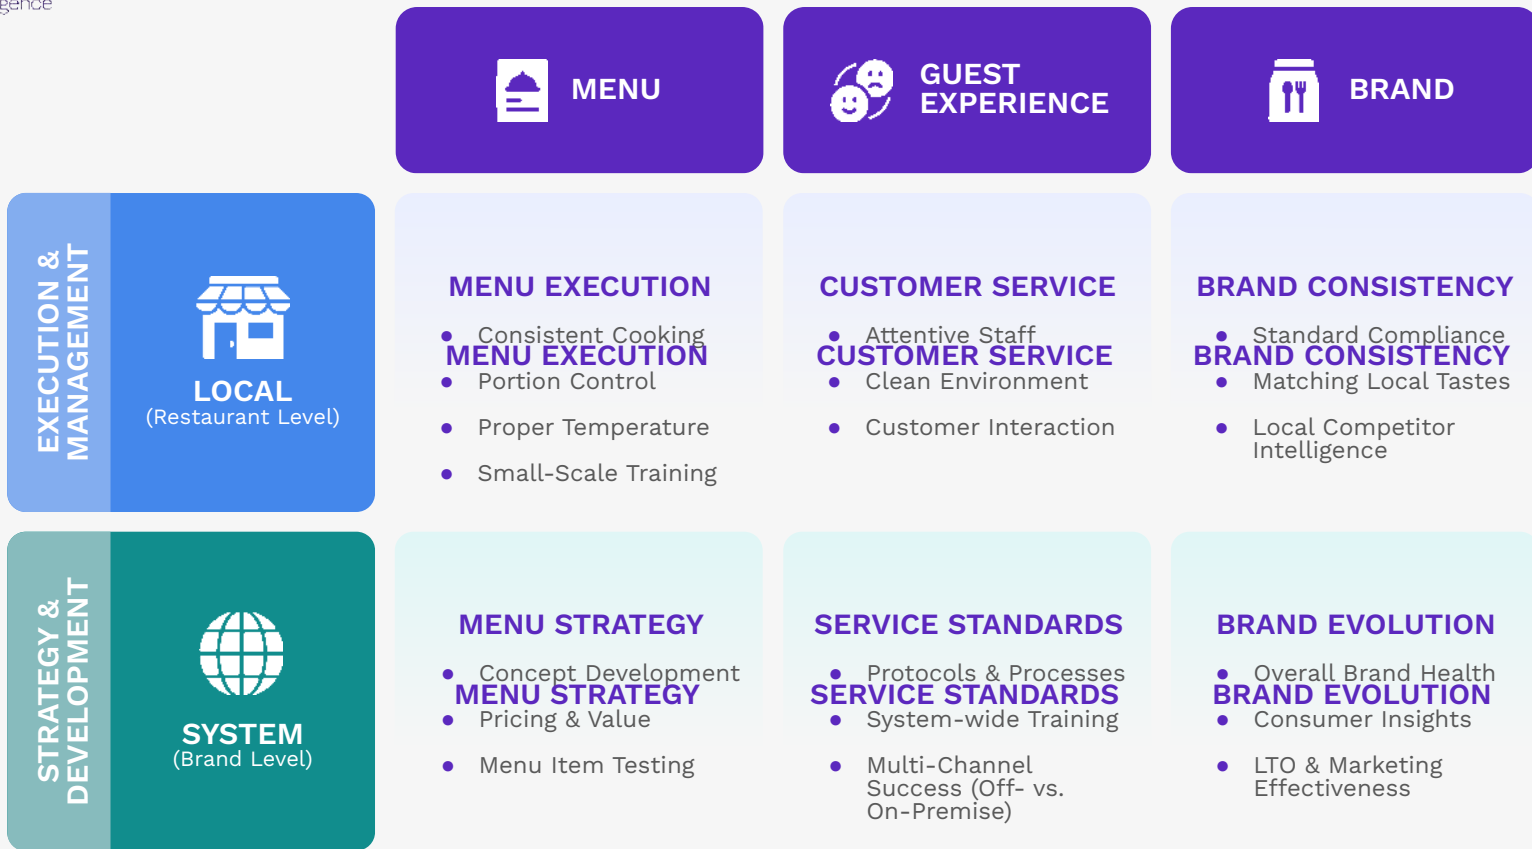 gence
MENU
GUEST
EXPERIENCE
BRAND
EXECUTION &
MANAGEMENT
LOCAL
(Restaurant Level)
MENU EXECUTION
• Consistent Cooking
MENU EXECUTION
• Portion Control
• Proper Temperature
• Small-Scale Training
CUSTOMER SERVICE
• Attentive Staff
CUSTOMER SERVICE
• Clean Environment
• Customer Interaction
BRAND CONSISTENCY
• Standard Compliance
BRAND CONSISTENCY
• Matching Local Tastes
• Local Competitor
Intelligence
STRATEGY &
DEVELOPMENT
SYSTEM
(Brand Level)
MENU STRATEGY
• Concept Development
MENU STRATEGY
• Pricing & Value
• Menu Item Testing
SERVICE STANDARDS
• Protocols & Processes
SERVICE STANDARDS
• System-wide Training
• Multi-Channel
Success (Off- vs.
On-Premise)
BRAND EVOLUTION
• Overall Brand Health
BRAND EVOLUTION
• Consumer Insights
• LTO & Marketing
Effectiveness